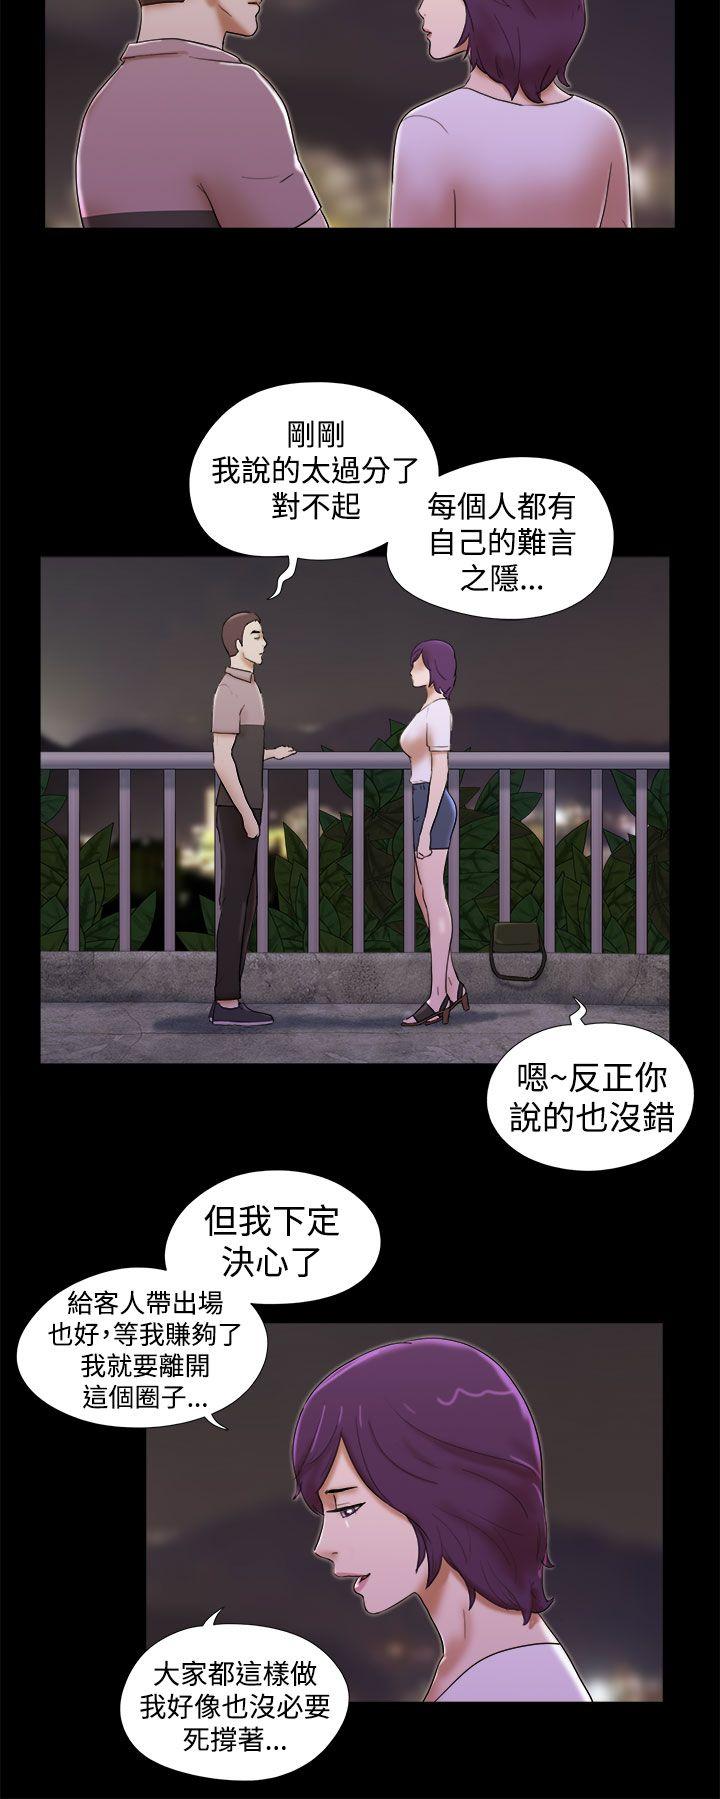 剛剛
我說的太過分了
對不起
每個人都有
自己的難言
之隱...
嗯~反正你
說的也沒錯
但我下定
決心了
給客人帶出場
也好,等我賺夠了
我就要離開
這個圈子...
大家都這樣做
我好像也沒必要
死撐著...